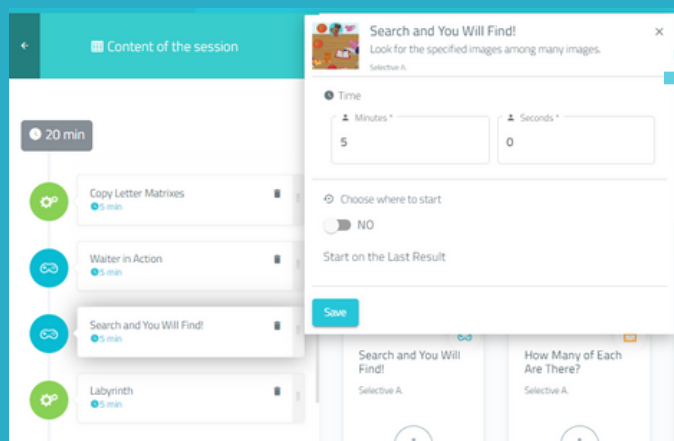 Content of the session
20 min
Copy Letter Matrixes
5 min
Waiter in Action
5 min
Search and You Will Find!
5 min
Labyrinth
5 min
Search and You Will Find!
Look for the specified images among many images.
Selective A.
Time
Minutes *
5
Seconds *
0
Choose where to start
NO
Start on the Last Result
Save
Search and You Will
Find!
Selective A.
How Many of Each
Are There?
Selective A.